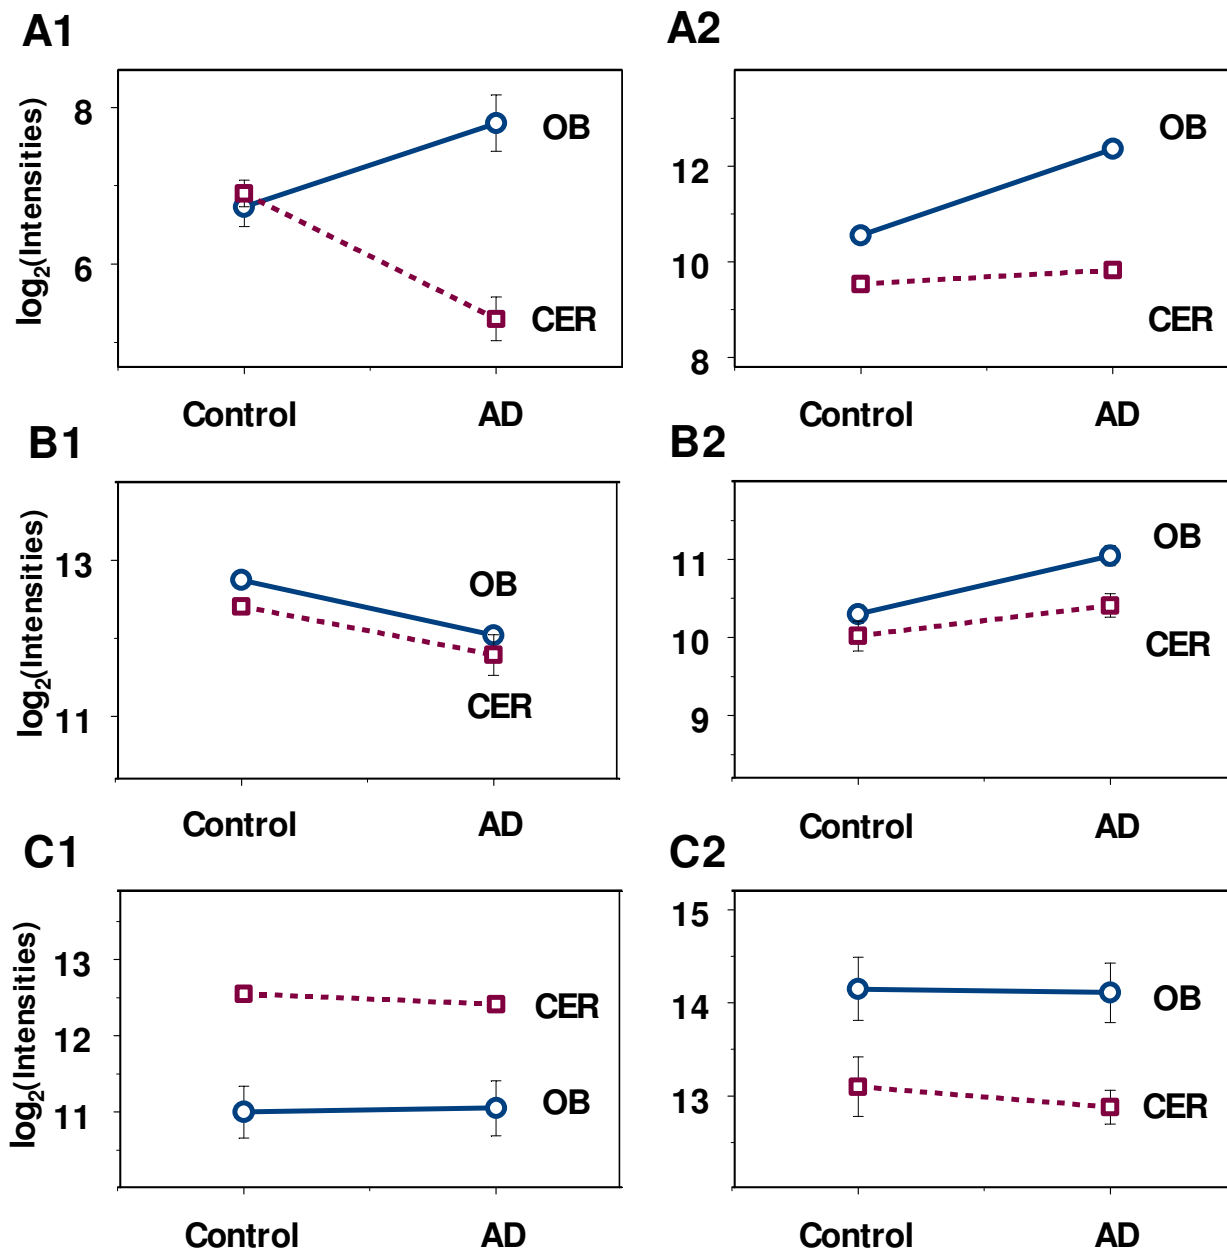 A1
A2
log2(Intensities)
8
6
OB
CER
Control
AD
12
10
8
OB
CER
Control
AD
B1
B2
log2(Intensities)
13
11
OB
CER
Control
AD
11
10
9
OB
CER
Control
AD
C1
C2
log2(Intensities)
13
12
11
CER
OB
Control
AD
15
14
13
OB
CER
Control
AD